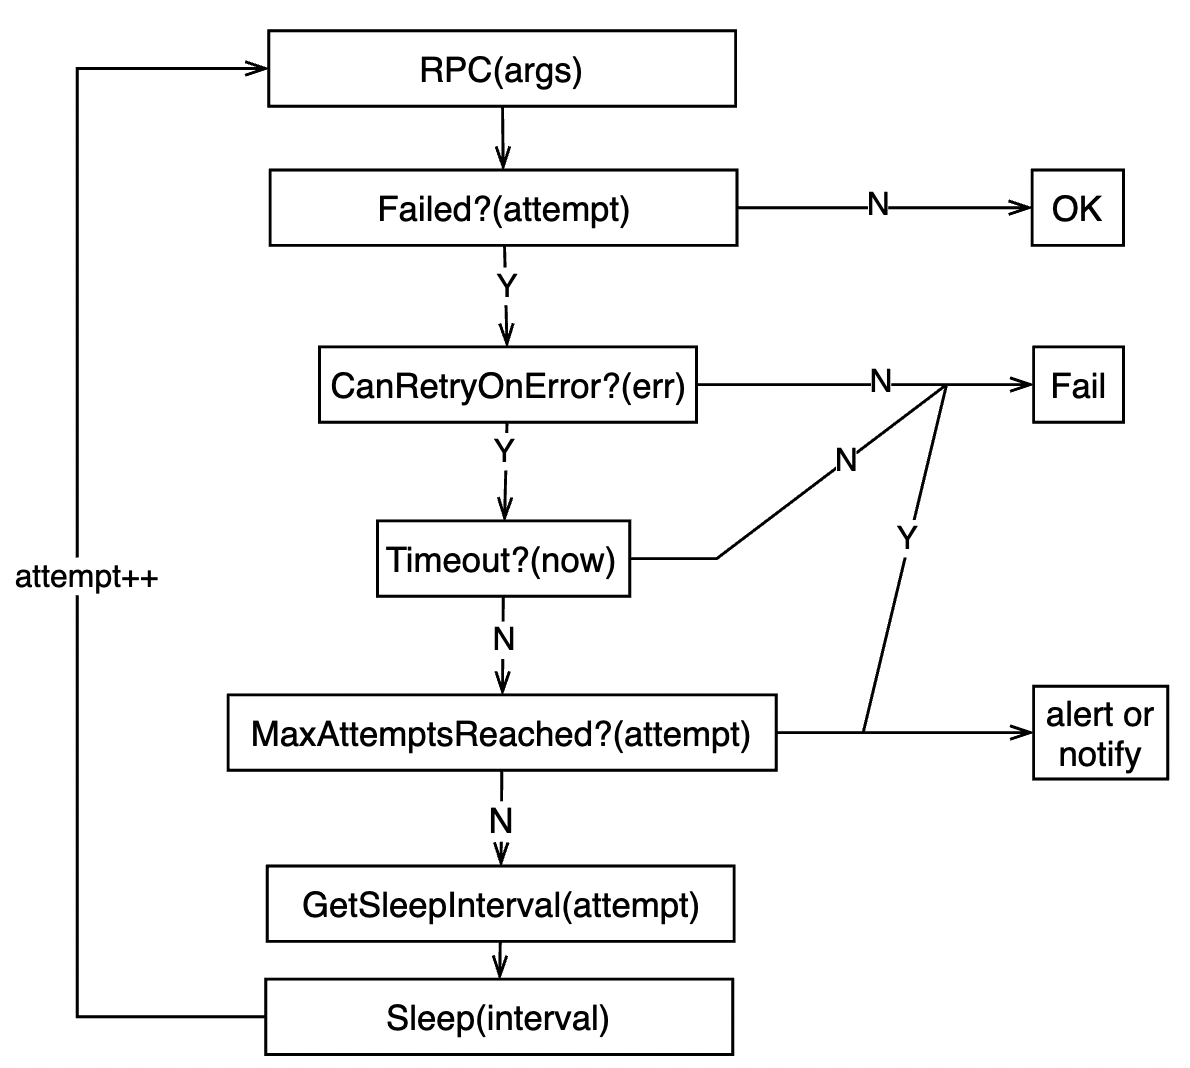 RPC(args)
Failed?(attempt)
N
OK
Y
CanRetryOnError?(err)
N
Fail
Y
N
Timeout?(now)
Y
attempt++
N
MaxAttemptsReached?(attempt)
alert or
notify
N
GetSleepInterval(attempt)
Sleep(interval)